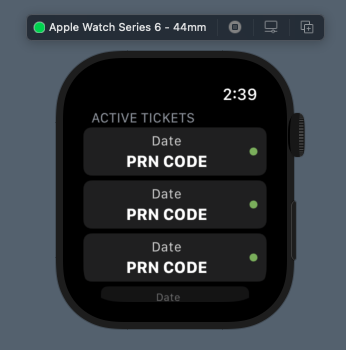 Apple Watch Series 6 - 44mm
2:39
ACTIVE TICKETS
Date
PRN CODE
Date
PRN CODE
Date
PRN CODE
Date